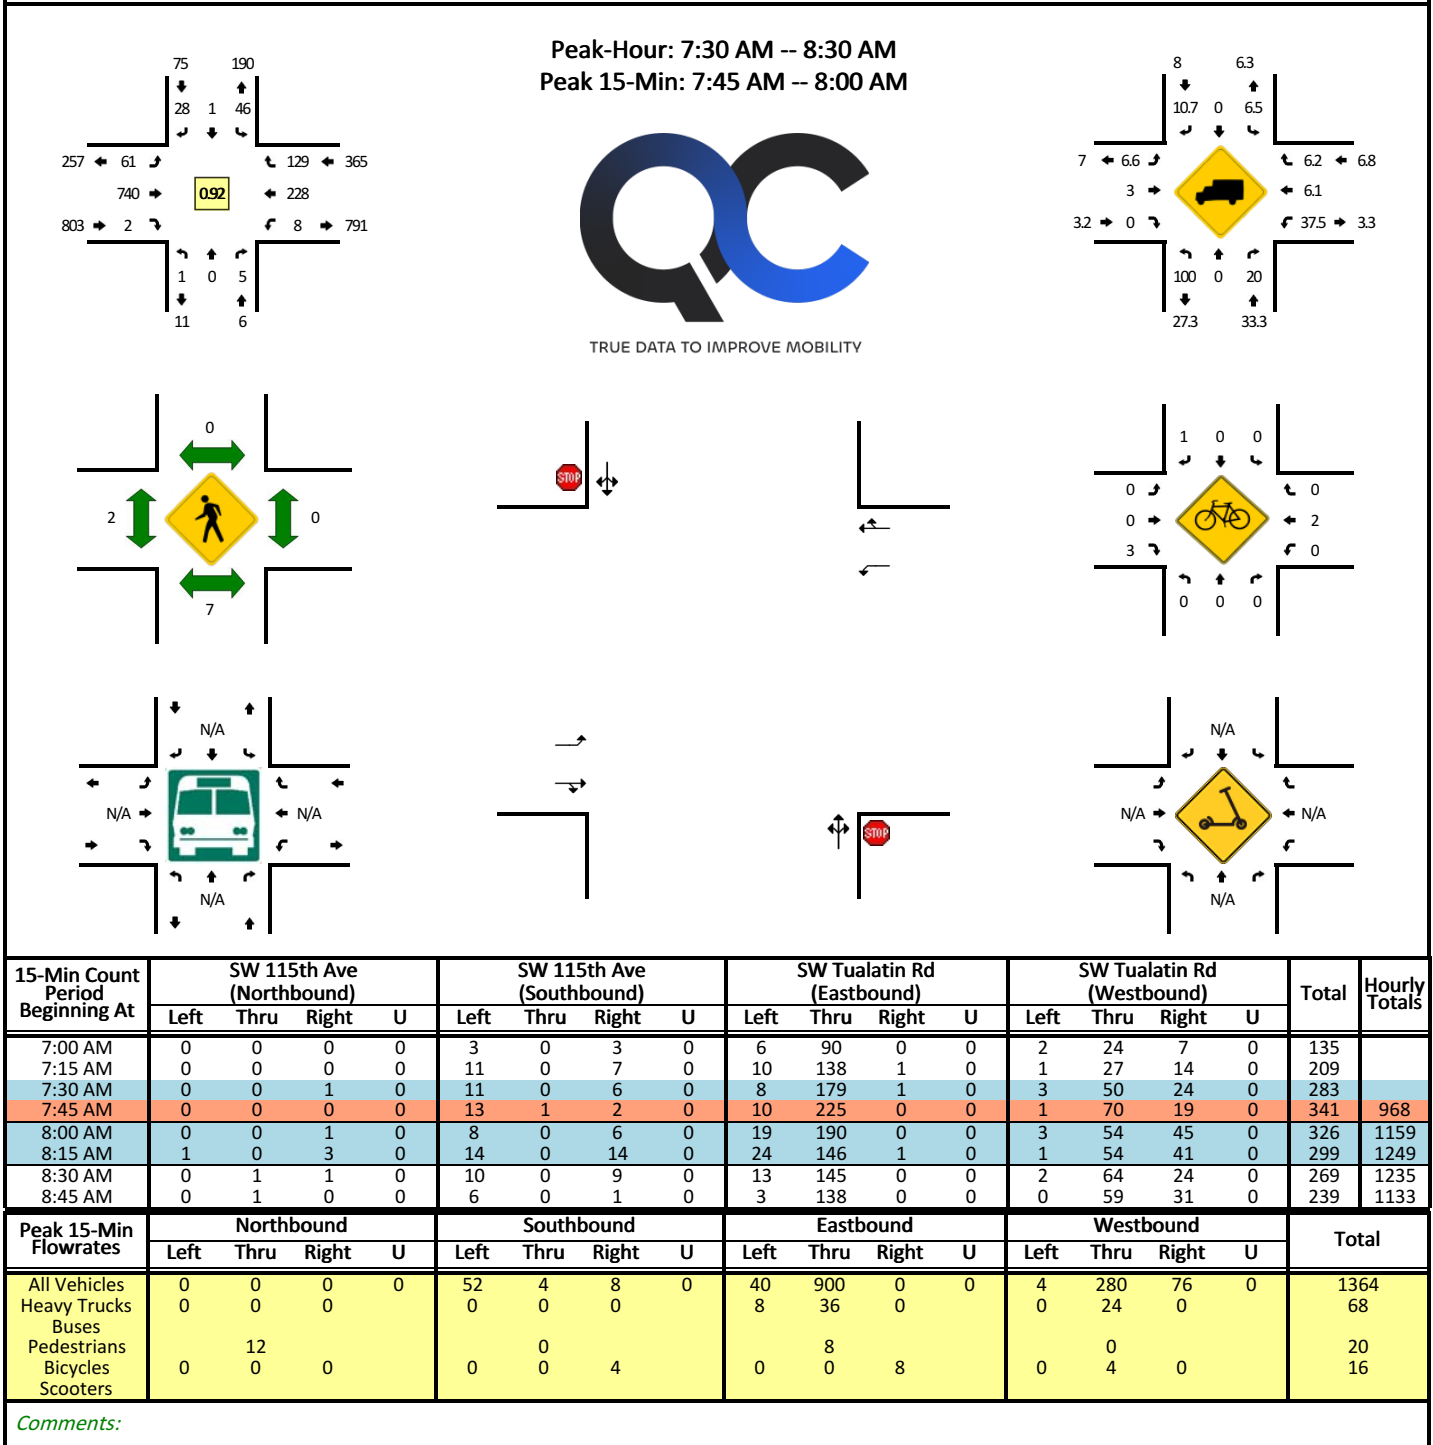 Peak-Hour: 7:30 AM -- 8:30 AM
Peak 15-Min: 7:45 AM -- 8:00 AM
75 190
28 1 46
257 61 129 365
740 0.92 228
803 2 8 791
1 0 5
11 6
TRUE DATA TO IMPROVE MOBILITY
8 6.3
10.7 0 6.5
7 6.6 6.2 6.8
3 6.1
3.2 0 37.5 3.3
100 0 20
27.3 33.3
0
2 0
7
STOP
STOP
1 0 0
0 0
0 2
3 0
0 0 0
N/A
N/A N/A
N/A
N/A
N/A N/A
N/A
15-Min Count Period Beginning At SW 115th Ave (Northbound) SW 115th Ave (Southbound) SW Tualatin Rd (Eastbound) SW Tualatin Rd (Westbound) Total Hourly Totals
Left Thru Right U Left Thru Right U Left Thru Right U Left Thru Right U
7:00 AM 0 0 0 0 3 0 3 0 6 90 0 0 2 24 7 0 135
7:15 AM 0 0 0 0 11 0 7 0 10 138 1 0 1 27 14 0 209
7:30 AM 0 0 1 0 11 0 6 0 8 179 1 0 3 50 24 0 283
7:45 AM 0 0 0 0 13 1 2 0 10 225 0 0 1 70 19 0 341 968
8:00 AM 0 0 1 0 8 0 6 0 19 190 0 0 3 54 45 0 326 1159
8:15 AM 1 0 3 0 14 0 14 0 24 146 1 0 1 54 41 0 299 1249
8:30 AM 0 1 1 0 10 0 9 0 13 145 0 0 2 64 24 0 269 1235
8:45 AM 0 1 0 0 6 0 1 0 3 138 0 0 0 59 31 0 239 1133
Peak 15-Min Flowrates Northbound Southbound Eastbound Westbound Total
Left Thru Right U Left Thru Right U Left Thru Right U Left Thru Right U
All Vehicles 0 0 0 0 52 4 8 0 40 900 0 0 4 280 76 0 1364
Heavy Trucks 0 0 0 0 0 0 8 36 0 0 24 0 68
Buses
Pedestrians 12 0 8 0 20
Bicycles 0 0 0 0 0 4 0 0 8 0 4 0 16
Scooters
Comments: